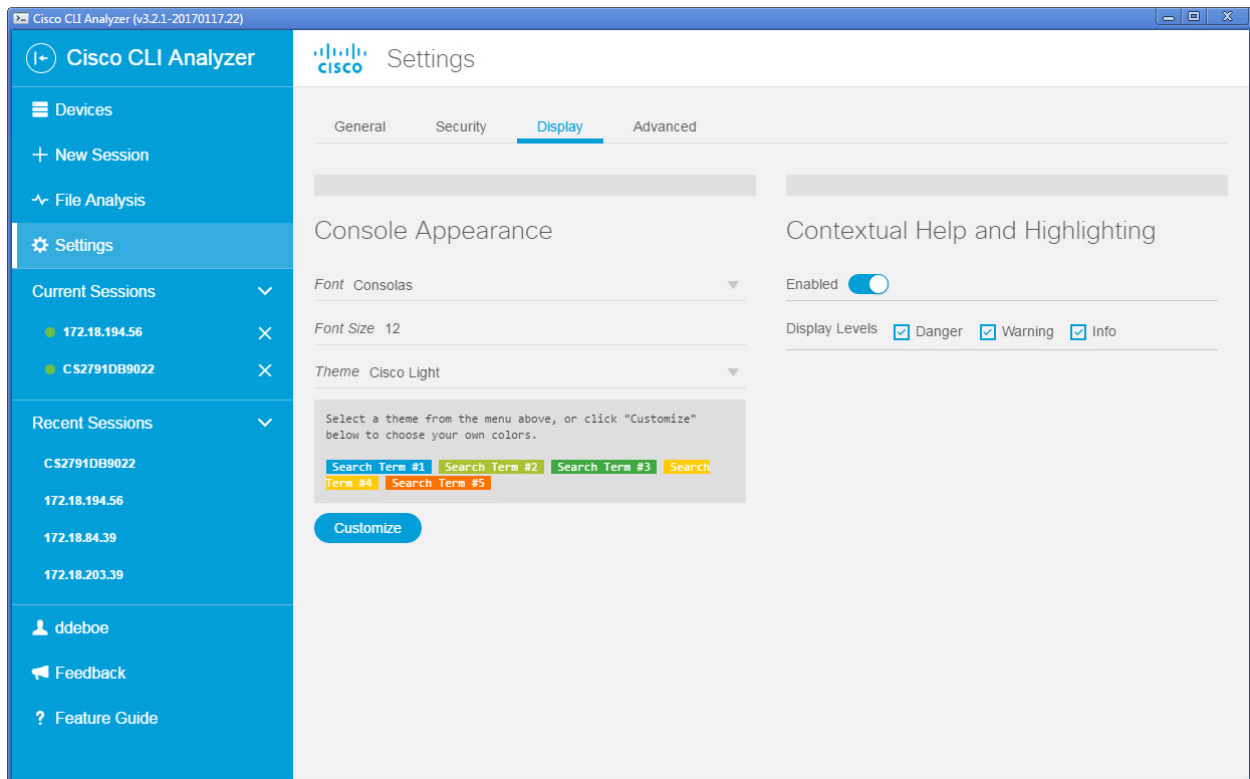 Cisco CLI Analyzer (v3.2.1-20170117.22)
Cisco CLI Analyzer
Devices
New Session
File Analysis
Settings
Current Sessions
172.18.194.56
CS2791DB9022
Recent Sessions
CS2791DB9022
172.18.194.56
172.18.84.39
172.18.203.39
ddeboe
Feedback
? Feature Guide
CISCO
Settings
General Security Display Advanced
Console Appearance
Font Consolas
Font Size 12
Theme Cisco Light
Select a theme from the menu above, or click "Customize"
below to choose your own colors.
Search Term #1 Search Term #2 Search Term #3 Search
Term #4 Search Term #5
Customize
Contextual Help and Highlighting
Enabled
Display Levels Danger Warning Info